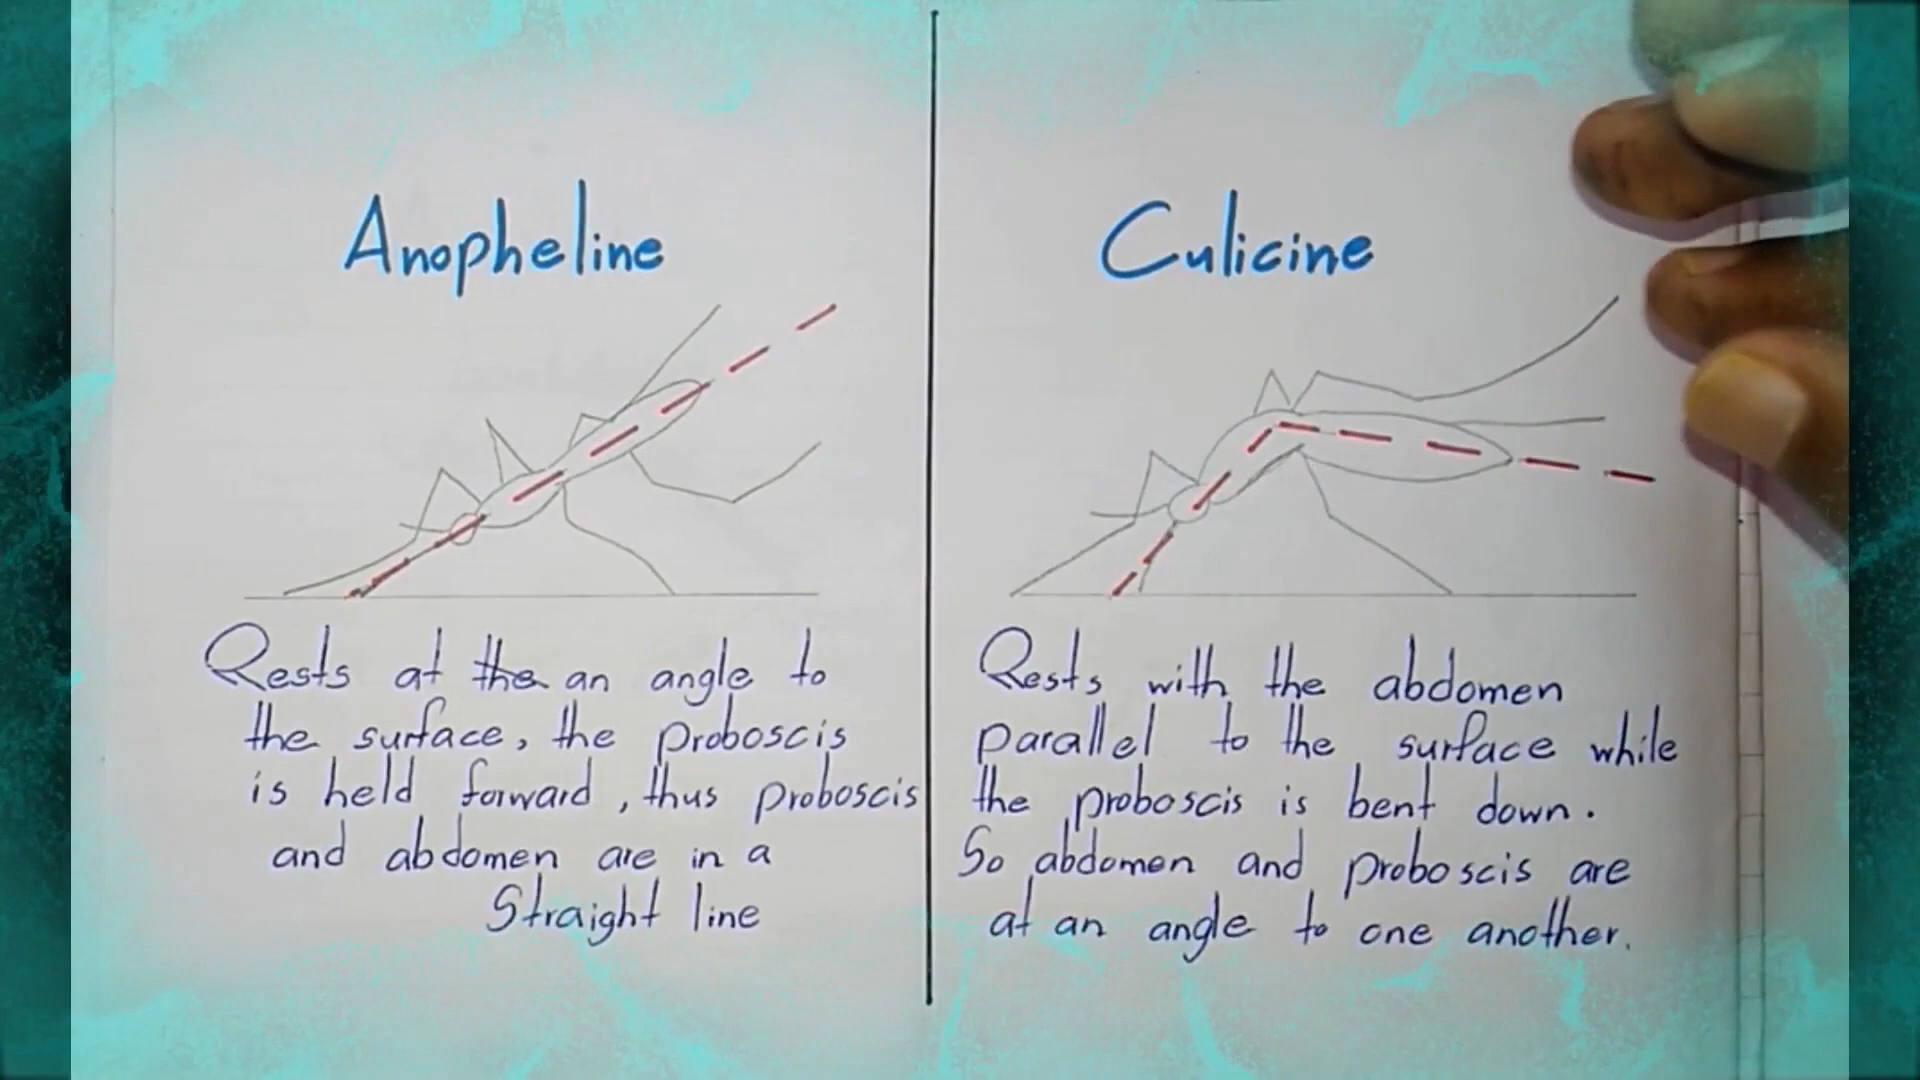 Anopheline
Rests at the an angle to
the surface, the proboscis
is held forward, thus proboscis
and abdomen are in a
Straight line
Culicine
Rests with the abdomen
parallel to the surface while
the proboscis is bent down.
So abdomen and proboscis are
at an angle to one another.